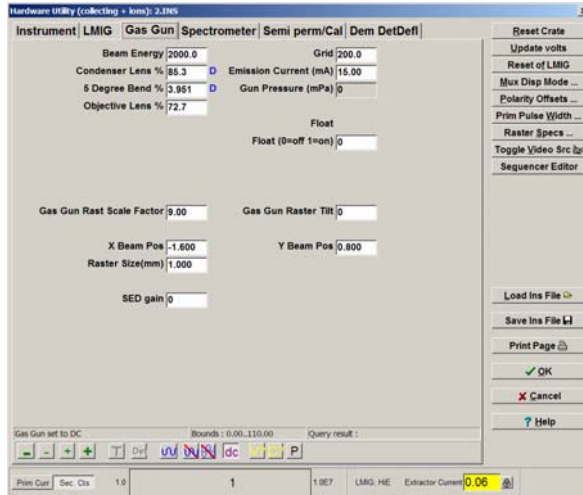 Hardware Utility (collecting + ions): 2.INS
Instrument LMIG Gas Gun Spectrometer Semi perm/Cal Dem DetDefl
Beam Energy 2000.0 Grid 200.0
Condenser Lens % 85.3 D Emission Current (mA) 15.00
5 Degree Bend % 3.951 D Gun Pressure (mPa) 0
Objective Lens % 72.7
Float
Float (0=off 1=on) 0
Gas Gun Rast Scale Factor 9.00 Gas Gun Raster Tilt 0
X Beam Pos -1.600 Y Beam Pos 0.800
Raster Size(mm) 1.000
SED gain 0
Reset Crate
Update volts
Reset of LMIG
Mux Disp Mode ...
Polarity Offsets ...
Prim Pulse Width ...
Raster Specs ...
Toggle Video Src
Sequencer Editor
Load Ins File
Save Ins File
Print Page
OK
Cancel
? Help
Gas Gun set to DC Bounds : 0.00..110.00 Query result :
- - + + T Def dc P
Prim Curr Sec. Cts 1.0 1 1.0E7 LMIG: HiE Extractor Current 0.06